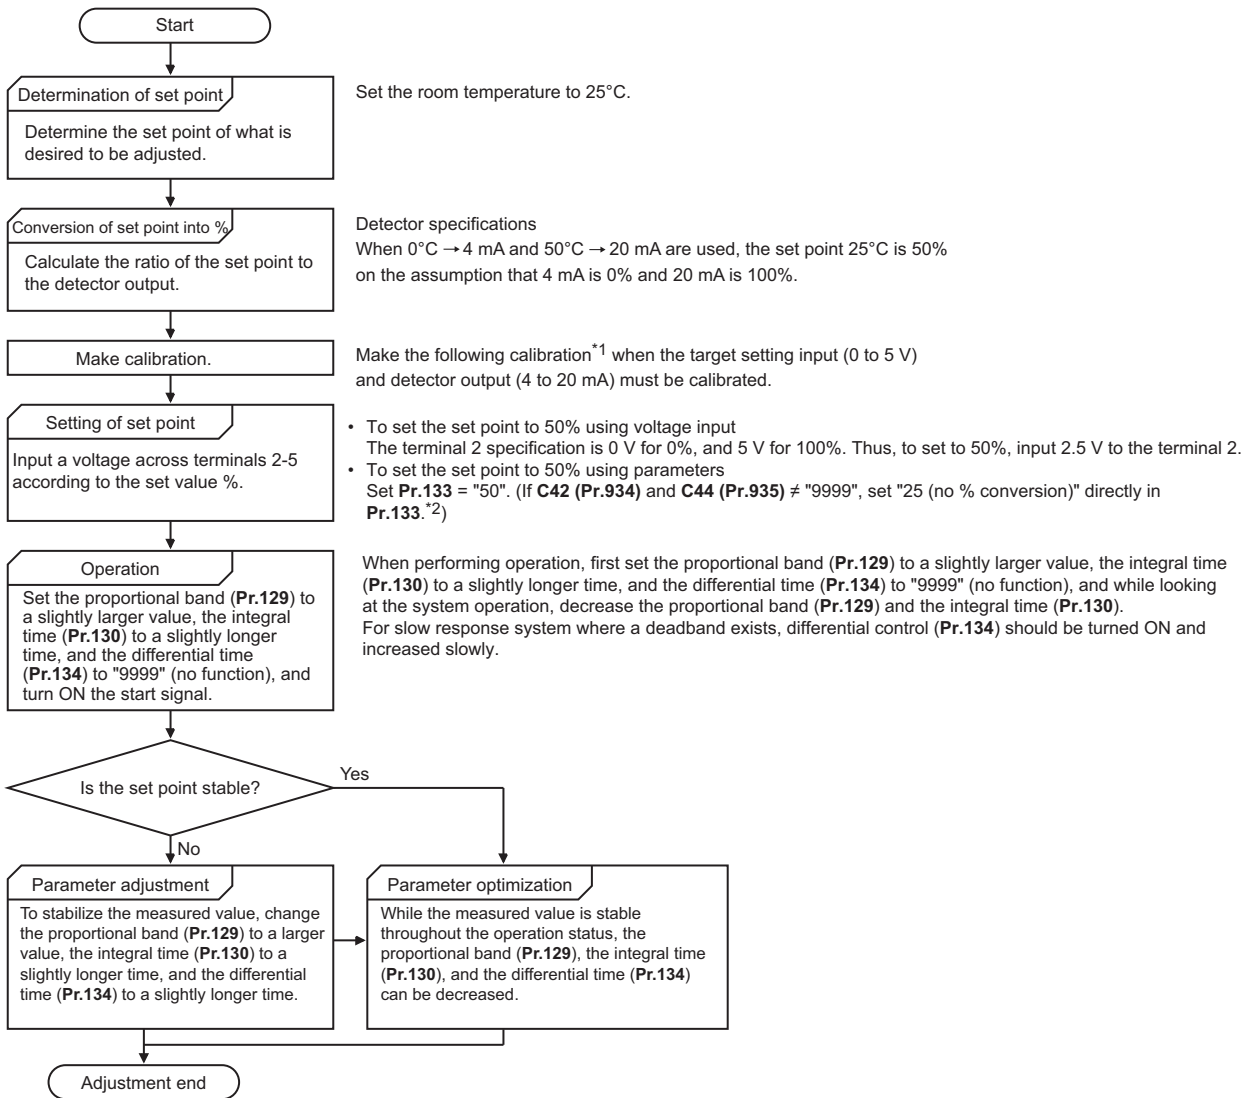 Start
Determination of set point
Determine the set point of what is
desired to be adjusted.
Set the room temperature to 25°C.
Conversion of set point into %
Calculate the ratio of the set point to
the detector output.
Detector specifications
When 0°C → 4 mA and 50°C → 20 mA are used, the set point 25°C is 50%
on the assumption that 4 mA is 0% and 20 mA is 100%.
Make calibration.
Make the following calibration*1 when the target setting input (0 to 5 V)
and detector output (4 to 20 mA) must be calibrated.
Setting of set point
Input a voltage across terminals 2-5
according to the set value %.
• To set the set point to 50% using voltage input
The terminal 2 specification is 0 V for 0%, and 5 V for 100%. Thus, to set to 50%, input 2.5 V to the terminal 2.
• To set the set point to 50% using parameters
Set Pr.133 = "50". (If C42 (Pr.934) and C44 (Pr.935) ≠ "9999", set "25 (no % conversion)" directly in
Pr.133.*2)
Operation
Set the proportional band (Pr.129) to
a slightly larger value, the integral
time (Pr.130) to a slightly longer
time, and the differential time
(Pr.134) to "9999" (no function), and
turn ON the start signal.
When performing operation, first set the proportional band (Pr.129) to a slightly larger value, the integral time
(Pr.130) to a slightly longer time, and the differential time (Pr.134) to "9999" (no function), and while looking
at the system operation, decrease the proportional band (Pr.129) and the integral time (Pr.130).
For slow response system where a deadband exists, differential control (Pr.134) should be turned ON and
increased slowly.
Is the set point stable?
Yes
No
Parameter adjustment
To stabilize the measured value, change
the proportional band (Pr.129) to a larger
value, the integral time (Pr.130) to a
slightly longer time, and the differential
time (Pr.134) to a slightly longer time.
Parameter optimization
While the measured value is stable
throughout the operation status, the
proportional band (Pr.129), the integral time
(Pr.130), and the differential time (Pr.134)
can be decreased.
Adjustment end